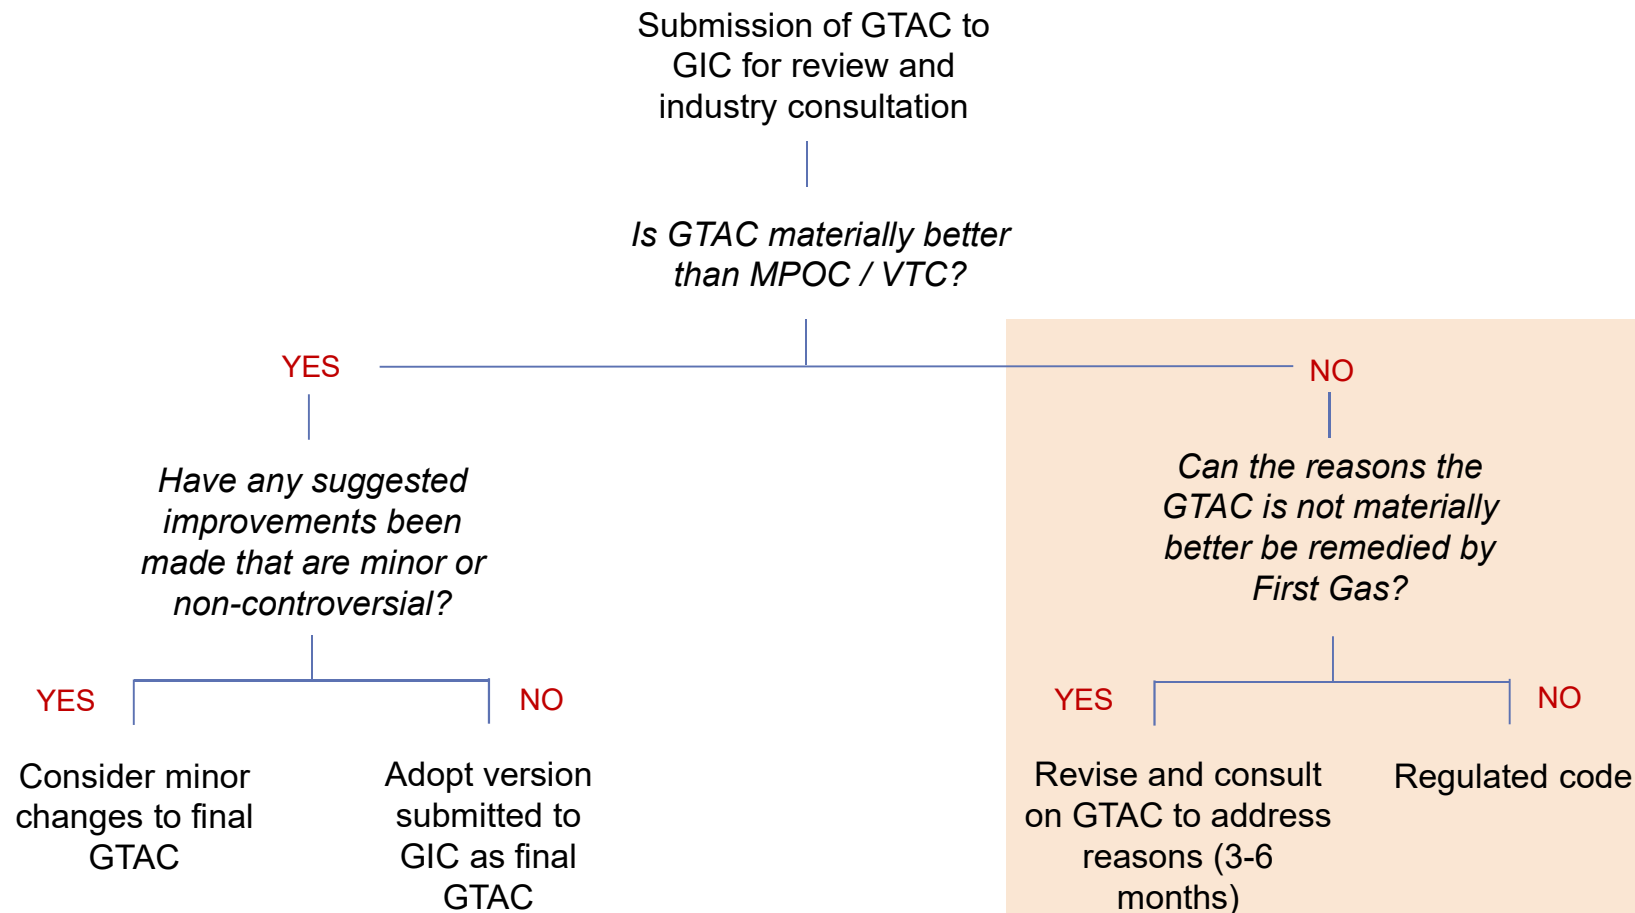 Submission of GTAC to
GIC for review and
industry consultation
Is GTAC materially better
than MPOC / VTC?
YES
NO
Have any suggested
improvements been
made that are minor or
non-controversial?
Can the reasons the
GTAC is not materially
better be remedied by
First Gas?
YES
NO
YES
NO
Consider minor
changes to final
GTAC
Adopt version
submitted to
GIC as final
GTAC
Revise and consult
on GTAC to address
reasons (3-6
months)
Regulated code